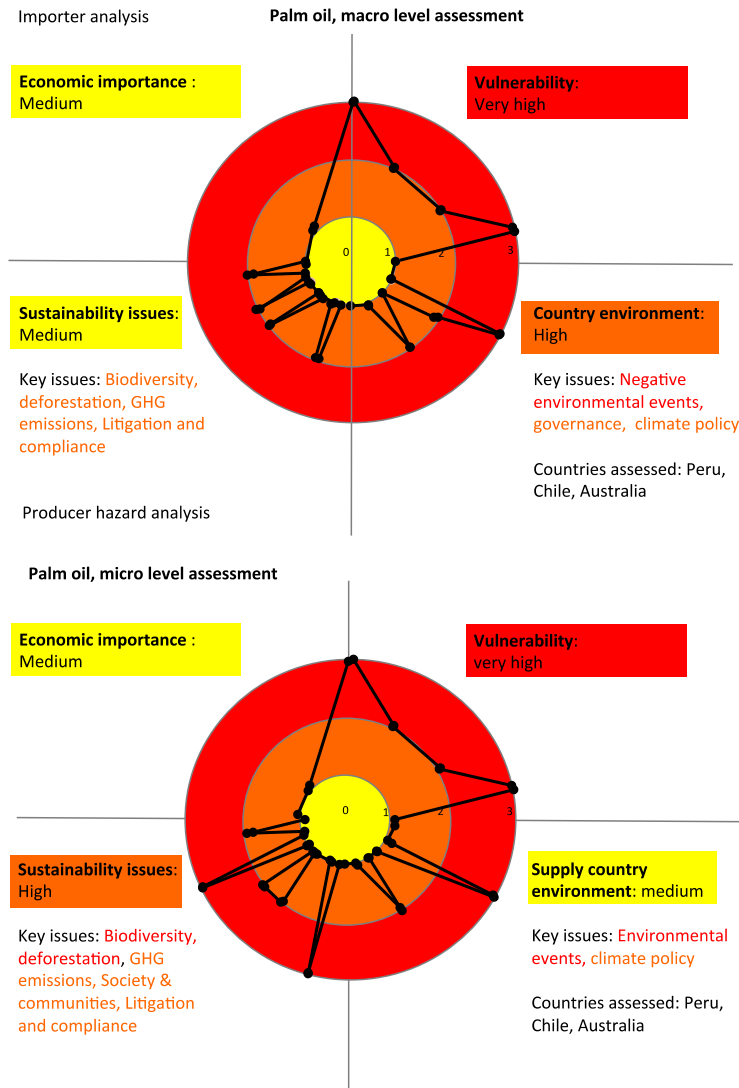 Importer analysis
Palm oil, macro level assessment
Economic importance :
Medium
Vulnerability:
Very high
0
1
2
3
Sustainability issues:
Medium
Key issues: Biodiversity,
deforestation, GHG
emissions, Litigation and
compliance
Country environment:
High
Key issues: Negative
environmental events,
governance,  climate policy
Countries assessed: Peru,
Chile, Australia
Producer hazard analysis
Palm oil, micro level assessment
Economic importance :
Medium
Vulnerability:
very high
0
1
2
3
Sustainability issues:
High
Key issues: Biodiversity,
deforestation, GHG
emissions, Society &
communities, Litigation
and compliance
Supply country
environment: medium
Key issues: Environmental
events, climate policy
Countries assessed: Peru,
Chile, Australia